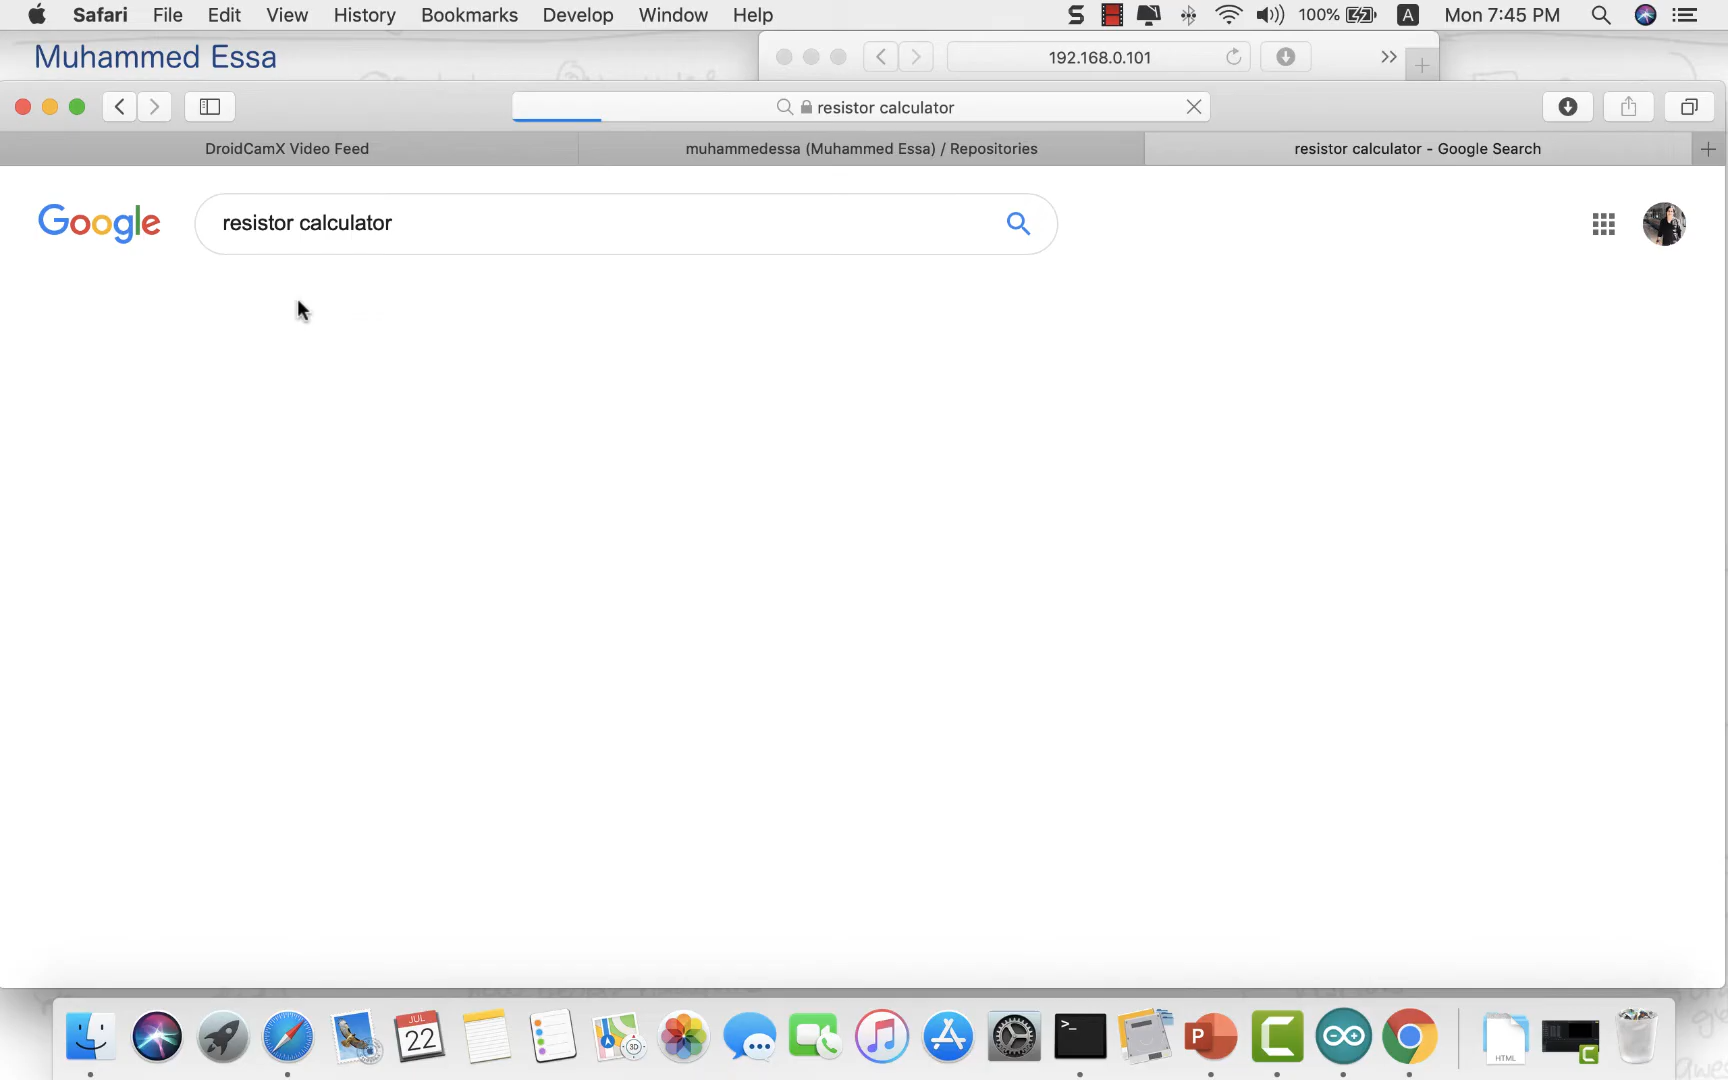 Safari File Edit View History Bookmarks Develop Window Help
100% A Mon 7:45 PM
Muhammed Essa
192.168.0.101
resistor calculator
DroidCamX Video Feed
muhammedessa (Muhammed Essa) / Repositories
resistor calculator - Google Search
Google
resistor calculator
JUL
22
3D
>_
P
C
HTML
C